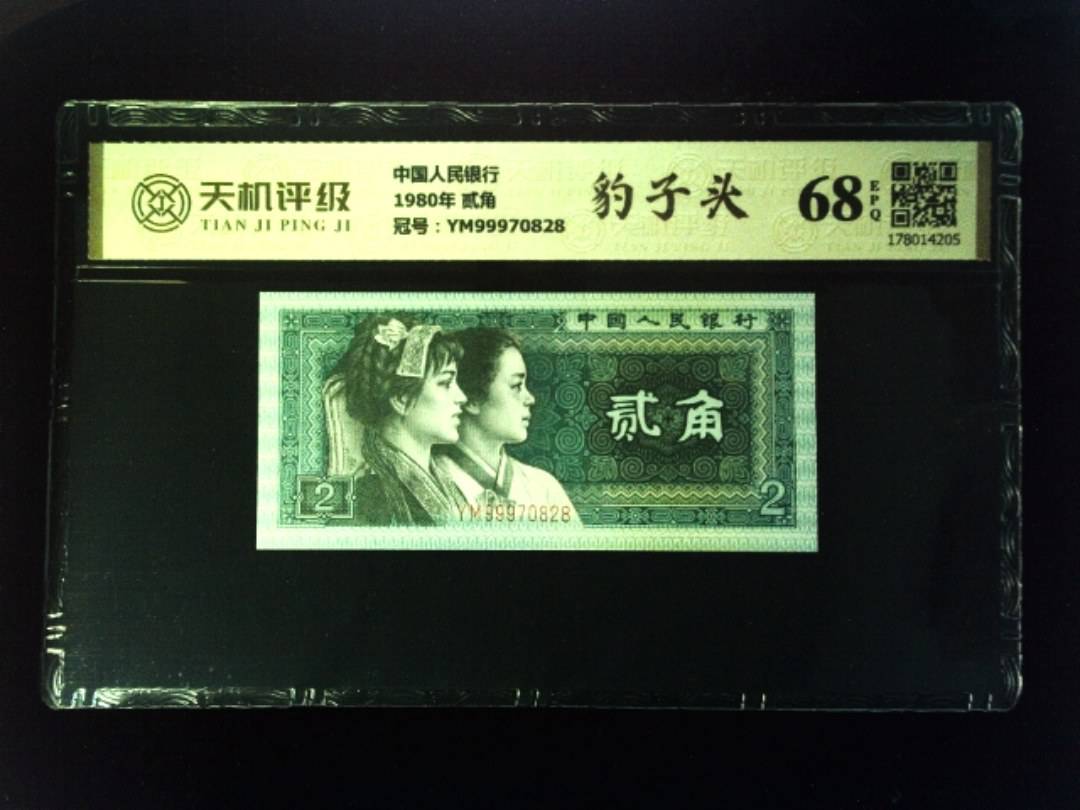 天机评级
TIAN JI PING JI
中国人民银行
1980年 贰角
冠号：YM99970828
豹子头
68
EPQ
178014205
中国人民银行
贰角
2
2
YM99970828